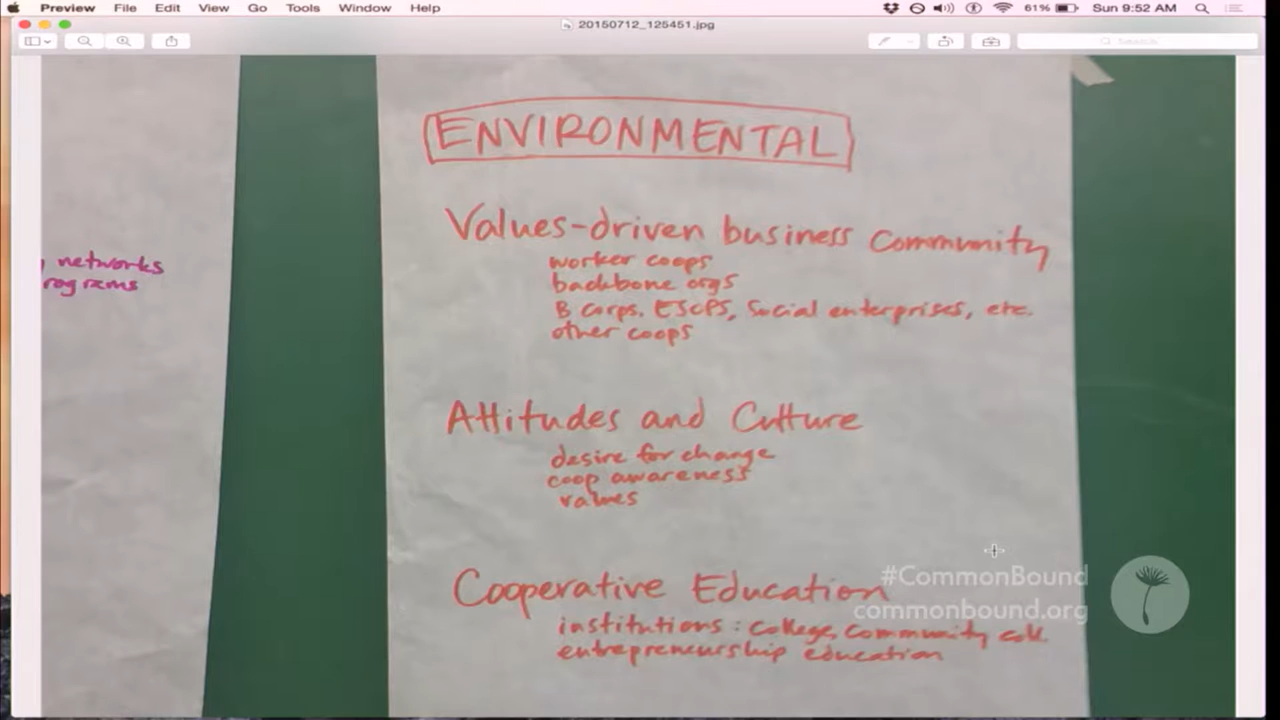 Preview File Edit View Go Tools Window Help
61% Sun 9:52 AM
20150712_125451.jpg
Search
ENVIRONMENTAL
Values-driven business Community
worker coops
backbone orgs
B Corps, ESOPS, Social enterprises, etc.
other coops
networks
rograms
Attitudes and Culture
desire for change
coop awareness
values
Cooperative Education
institutions: college, community coll.
entrepreneurship education
#CommonBound
commonbound.org